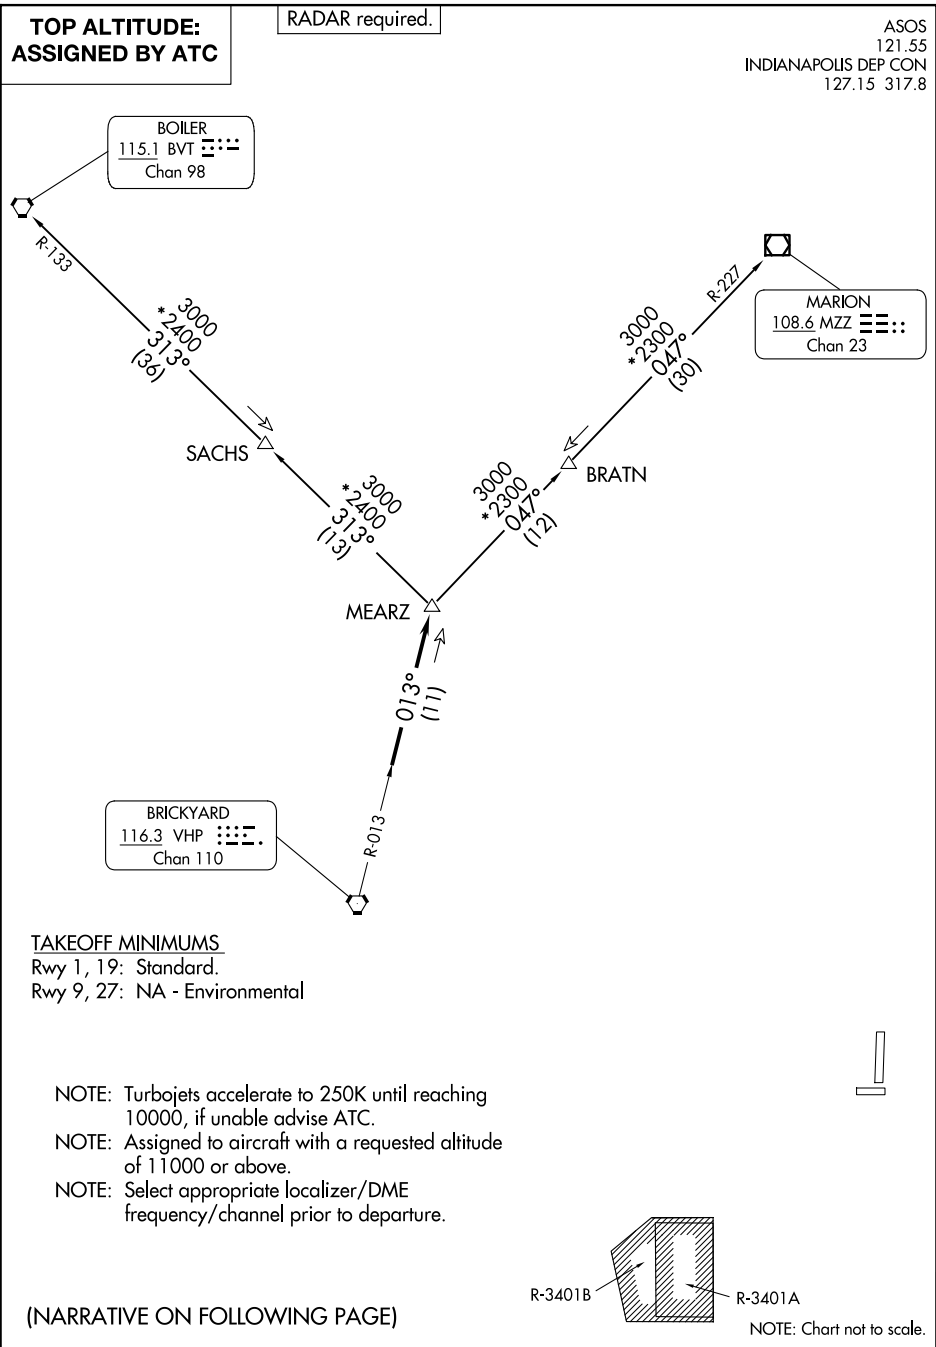 TOP ALTITUDE:
ASSIGNED BY ATC
RADAR required.
ASOS
121.55
INDIANAPOLIS DEP CON
127.15 317.8
BOILER
115.1 BVT
Chan 98
R-133
3000
*2400
313°
(36)
SACHS
3000
*2400
313°
(13)
R-227
MARION
108.6 MZZ
Chan 23
3000
*2300
047°
(30)
BRATN
3000
*2300
047°
(12)
MEARZ
013°
(11)
R-013
BRICKYARD
116.3 VHP
Chan 110
TAKEOFF MINIMUMS
Rwy 1, 19: Standard.
Rwy 9, 27: NA - Environmental
NOTE: Turbojets accelerate to 250K until reaching
10000, if unable advise ATC.
NOTE: Assigned to aircraft with a requested altitude
of 11000 or above.
NOTE: Select appropriate localizer/DME
frequency/channel prior to departure.
R-3401B
R-3401A
(NARRATIVE ON FOLLOWING PAGE)
NOTE: Chart not to scale.